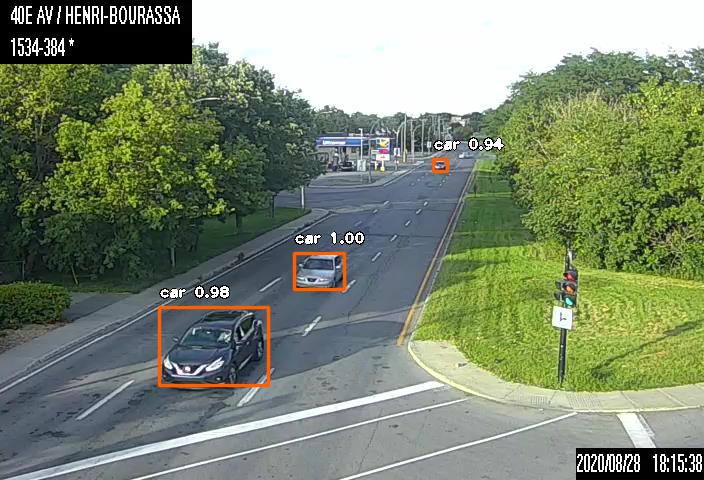 40E AV / HENRI-BOURASSA
1534-384 *
car 0.94
car 1.00
car 0.98
2020/08/28 18:15:38